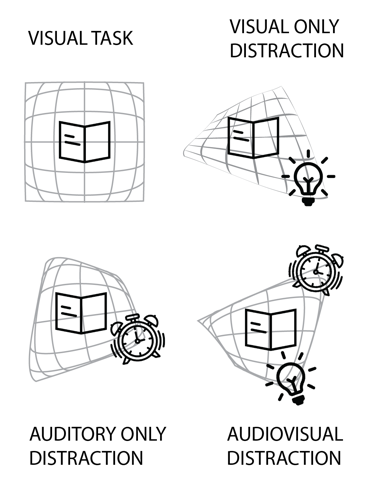 VISUAL TASK
VISUAL ONLY
DISTRACTION
AUDITORY ONLY
DISTRACTION
AUDIOVISUAL
DISTRACTION